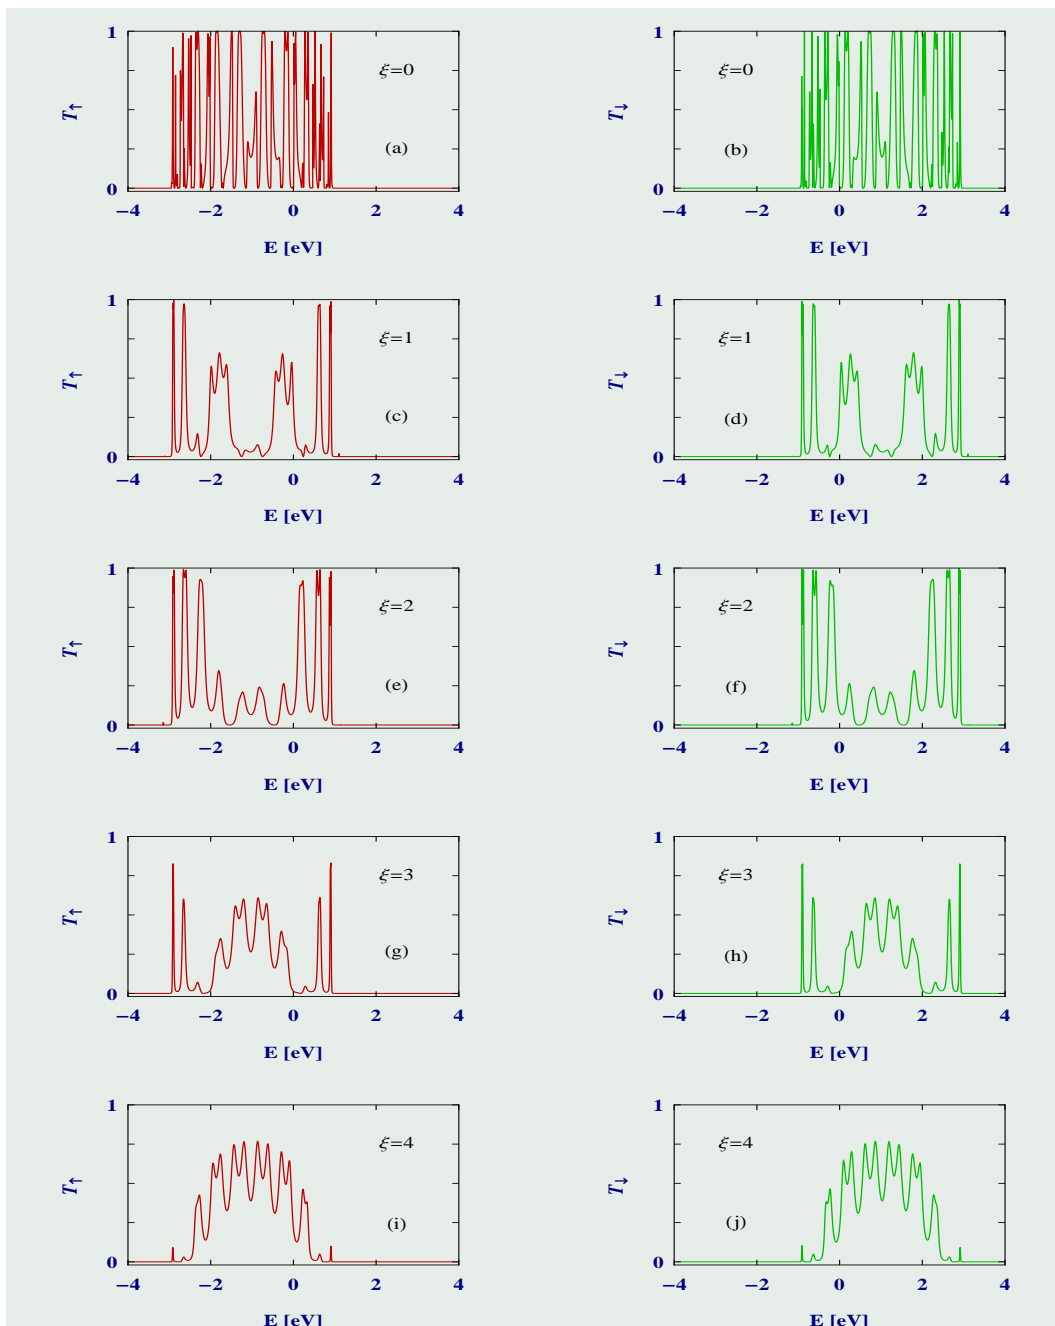 1 1
ξ=0 ξ=0
T↑ T↓
(a) (b)
0 0
−4 −2 0 2 4 −4 −2 0 2 4
E [eV] E [eV]
1 1
ξ=1 ξ=1
T↑ T↓
(c) (d)
0 0
−4 −2 0 2 4 −4 −2 0 2 4
E [eV] E [eV]
1 1
ξ=2 ξ=2
T↑ T↓
(e) (f)
0 0
−4 −2 0 2 4 −4 −2 0 2 4
E [eV] E [eV]
1 1
ξ=3 ξ=3
T↑ T↓
(g) (h)
0 0
−4 −2 0 2 4 −4 −2 0 2 4
E [eV] E [eV]
1 1
ξ=4 ξ=4
T↑ T↓
(i) (j)
0 0
−4 −2 0 2 4 −4 −2 0 2 4
E [eV] E [eV]